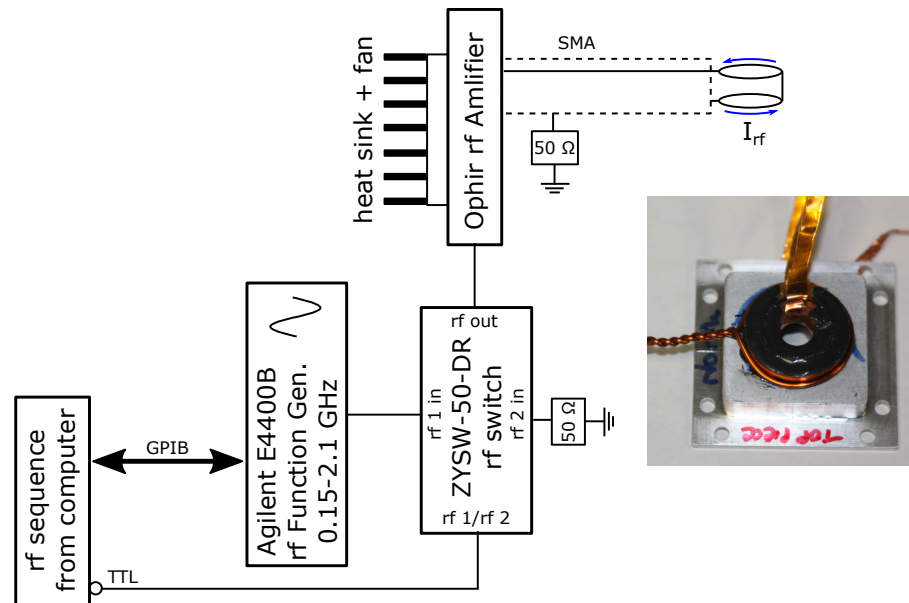 SMA
heat sink + fan
Ophir rf Amlifier
I rf
50 Ω
rf out
Agilent E4400B
rf Function Gen.
0.15-2.1 GHz
rf 1 in
ZYSW-50-DR
rf switch
rf 2 in
50 Ω
rf 1/rf 2
GPIB
rf sequence
from computer
TTL
North
TOP PIECE